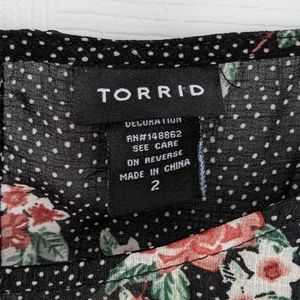 TORRID
DECORATION
RN#148862
SEE CARE
ON REVERSE
MADE IN CHINA
2